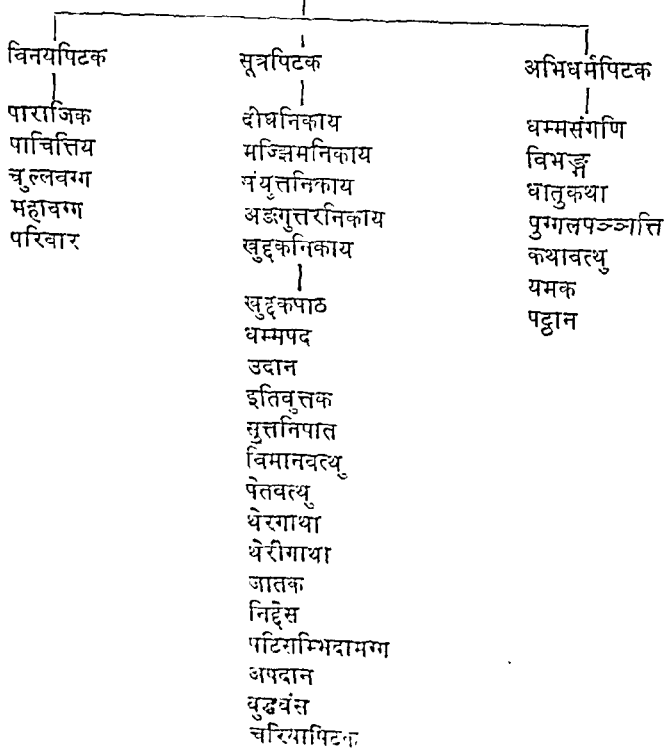 विनयपिटक
पाराजिक
पाचित्तिय
चुल्लवग्ग
महावग्ग
परिवार
सूत्रपिटक
दीघनिकाय
मज्झिमनिकाय
संयुत्तनिकाय
अङगुत्तरनिकाय
खुद्दकनिकाय
खुद्दकपाठ
धम्मपद
उदान
इतिवुत्तक
सुत्तनिपात
विमानवत्थु
पेतवत्थु
थेरगाथा
थेरीगाथा
जातक
निद्देस
पटिसम्भिदामग्ग
अपदान
बुद्धवंस
चरियापिटक
अभिधर्मपिटक
धम्मसंगणि
विभङ्ग
धातुकथा
पुग्गलपञ्ञत्ति
कथावत्थु
यमक
पट्ठान